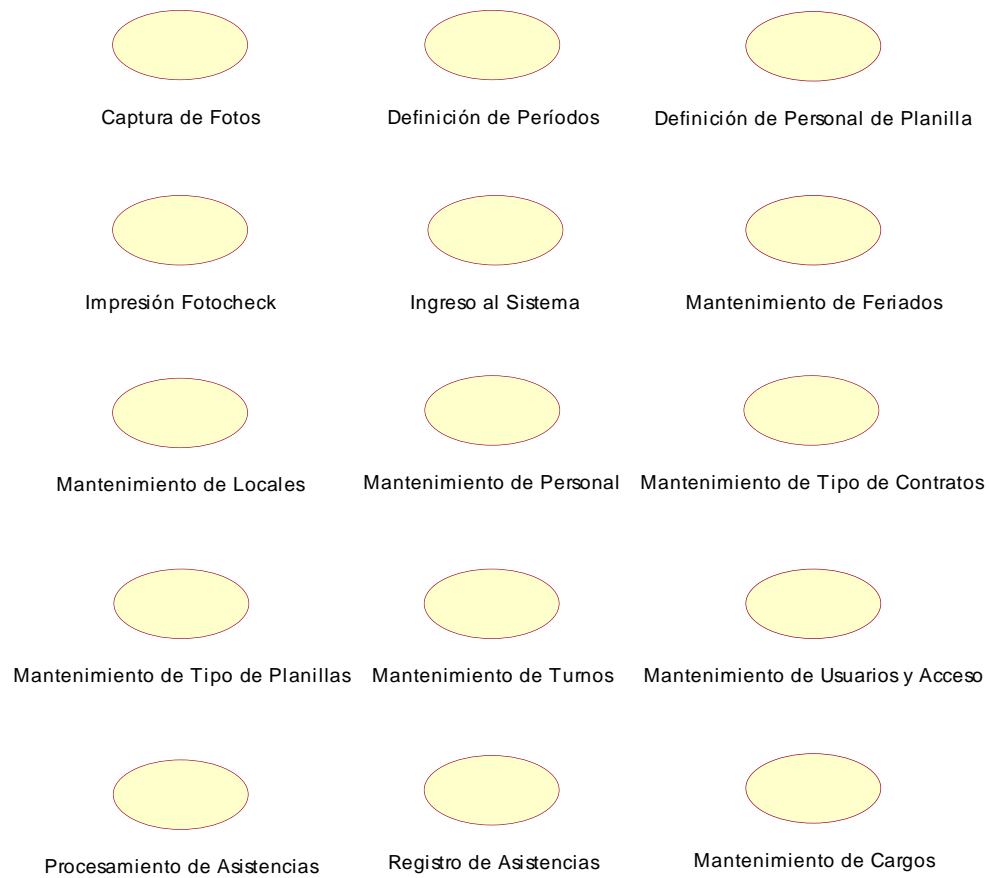 Captura de Fotos
Definición de Períodos
Definición de Personal de Planilla
Impresión Fotocheck
Ingreso al Sistema
Mantenimiento de Feriados
Mantenimiento de Locales
Mantenimiento de Personal
Mantenimiento de Tipo de Contratos
Mantenimiento de Tipo de Planillas
Mantenimiento de Turnos
Mantenimiento de Usuarios y Acceso
Procesamiento de Asistencias
Registro de Asistencias
Mantenimiento de Cargos